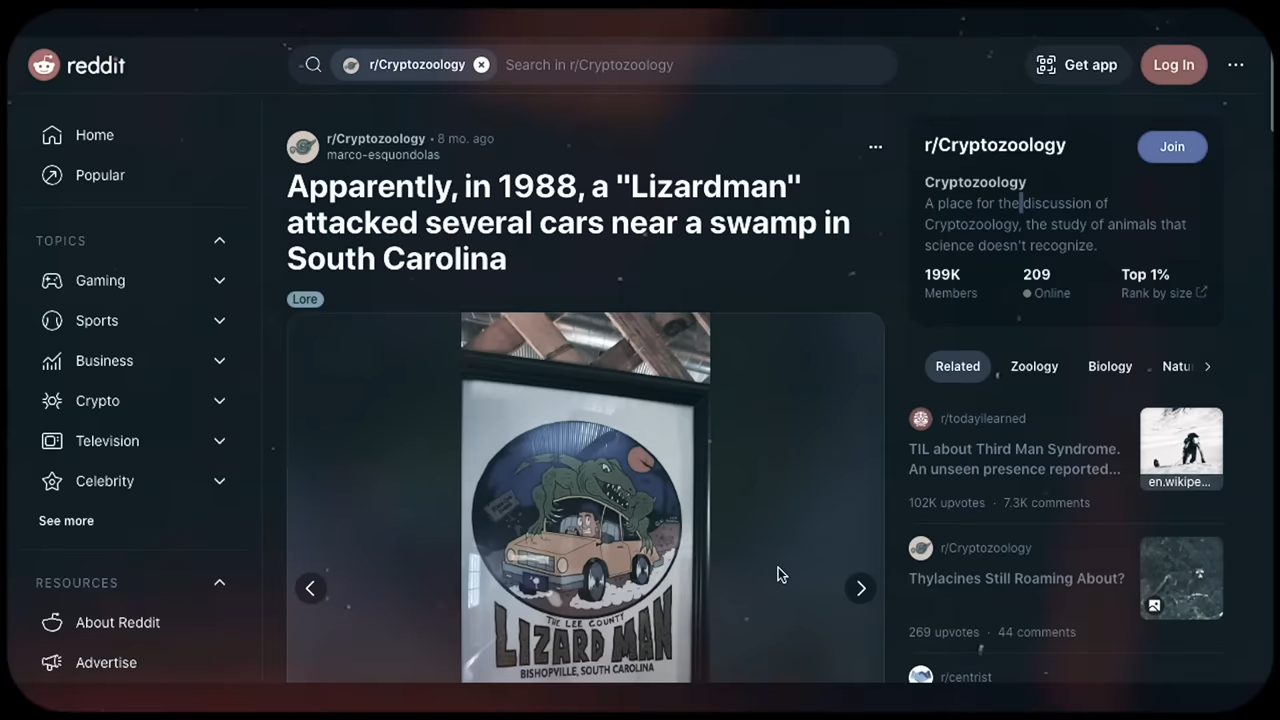 reddit
r/Cryptozoology
Search in r/Cryptozoology
Get app
Log In
Home
Popular
TOPICS
Gaming
Sports
Business
Crypto
Television
Celebrity
See more
RESOURCES
About Reddit
Advertise
r/Cryptozoology • 8 mo. ago
marco-esquondolas
Apparently, in 1988, a "Lizardman"
attacked several cars near a swamp in
South Carolina
Lore
THE LEE COUNTY
LIZARD MAN
BISHOPVILLE, SOUTH CAROLINA
r/Cryptozoology
Join
Cryptozoology
A place for the discussion of
Cryptozoology, the study of animals that
science doesn't recognize.
199K 209 Top 1%
Members Online Rank by size
Related Zoology Biology Natu
r/todayilearned
TIL about Third Man Syndrome.
An unseen presence reported...
en.wikipe...
102K upvotes · 7.3K comments
r/Cryptozoology
Thylacines Still Roaming About?
269 upvotes · 44 comments
r/centrist